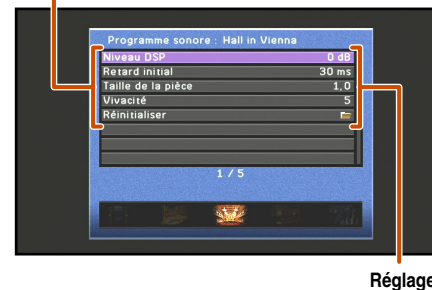 Programme sonore : Hall in Vienna
Niveau DSP 0 dB
Retard initial 30 ms
Taille de la pièce 1,0
Vivacité 5
Réinitialiser
1 / 5
Réglage